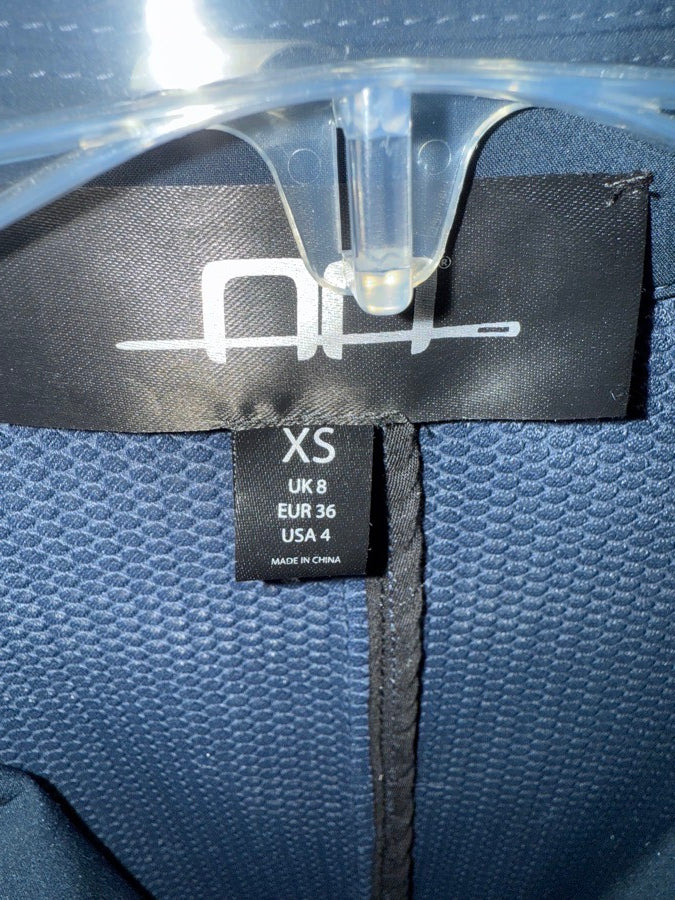 ®
XS
UK 8
EUR 36
USA 4
MADE IN CHINA